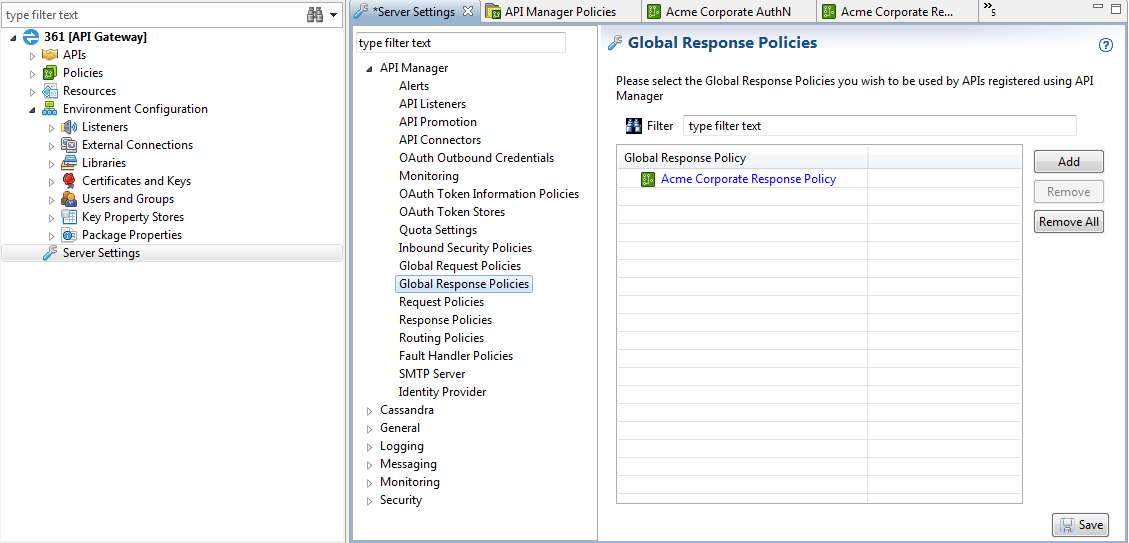 type filter text
361 [API Gateway]
APIs
Policies
Resources
Environment Configuration
Listeners
External Connections
Libraries
Certificates and Keys
Users and Groups
Key Property Stores
Package Properties
Server Settings
*Server Settings
API Manager Policies
Acme Corporate AuthN
Acme Corporate Re...
»5
type filter text
API Manager
Alerts
API Listeners
API Promotion
API Connectors
OAuth Outbound Credentials
Monitoring
OAuth Token Information Policies
OAuth Token Stores
Quota Settings
Inbound Security Policies
Global Request Policies
Global Response Policies
Request Policies
Response Policies
Routing Policies
Fault Handler Policies
SMTP Server
Identity Provider
Cassandra
General
Logging
Messaging
Monitoring
Security
Global Response Policies
?
Please select the Global Response Policies you wish to be used by APIs registered using API
Manager
Filter
type filter text
Global Response Policy
Acme Corporate Response Policy
Add
Remove
Remove All
Save